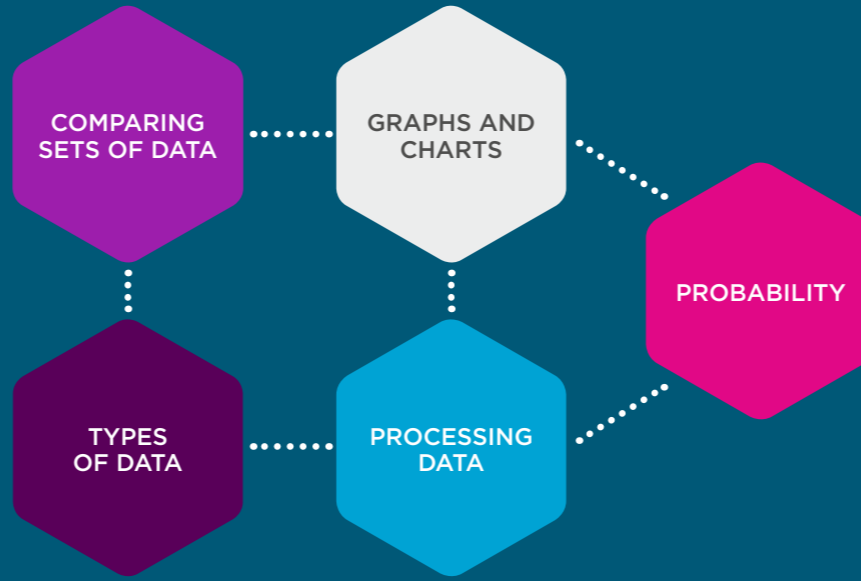 COMPARING
SETS OF DATA
GRAPHS AND
CHARTS
PROBABILITY
TYPES
OF DATA
PROCESSING
DATA